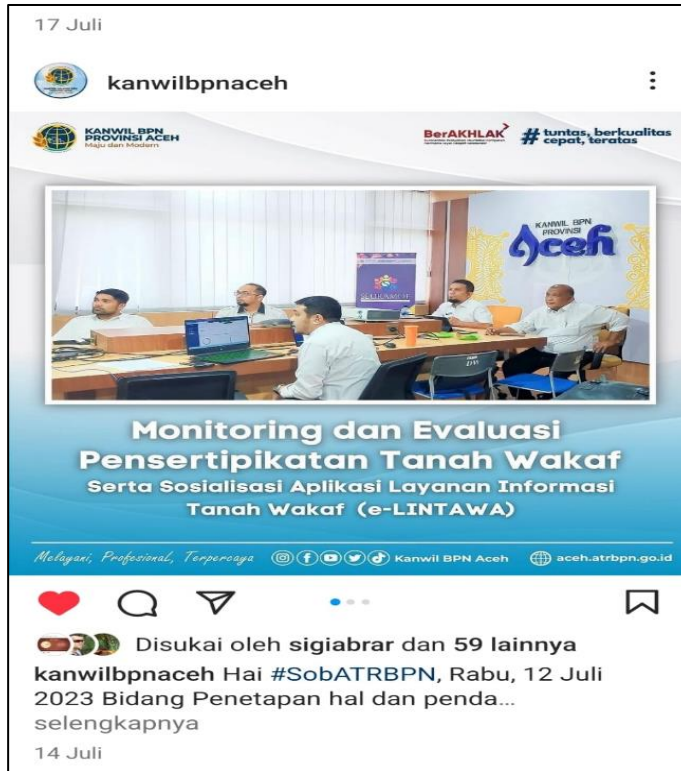 17 Juli
kanwilbpnaceh
KANWIL BPN
PROVINSI ACEH
Maju dan Modern
BerAKHLAK
# tuntas, berkualitas
cepat, teratas
KANWIL BPN
PROVINSI
Aceh
Monitoring dan Evaluasi
Pensertipikatan Tanah Wakaf
Serta Sosialisasi Aplikasi Layanan Informasi
Tanah Wakaf (e-LINTAWA)
Melayani, Profesional, Terpercaya
Kanwil BPN Aceh
aceh.atrbpn.go.id
Disukai oleh sigiabrar dan 59 lainnya
kanwilbpnaceh Hai #SobATRBPN, Rabu, 12 Juli
2023 Bidang Penetapan hal dan penda...
selengkapnya
14 Juli